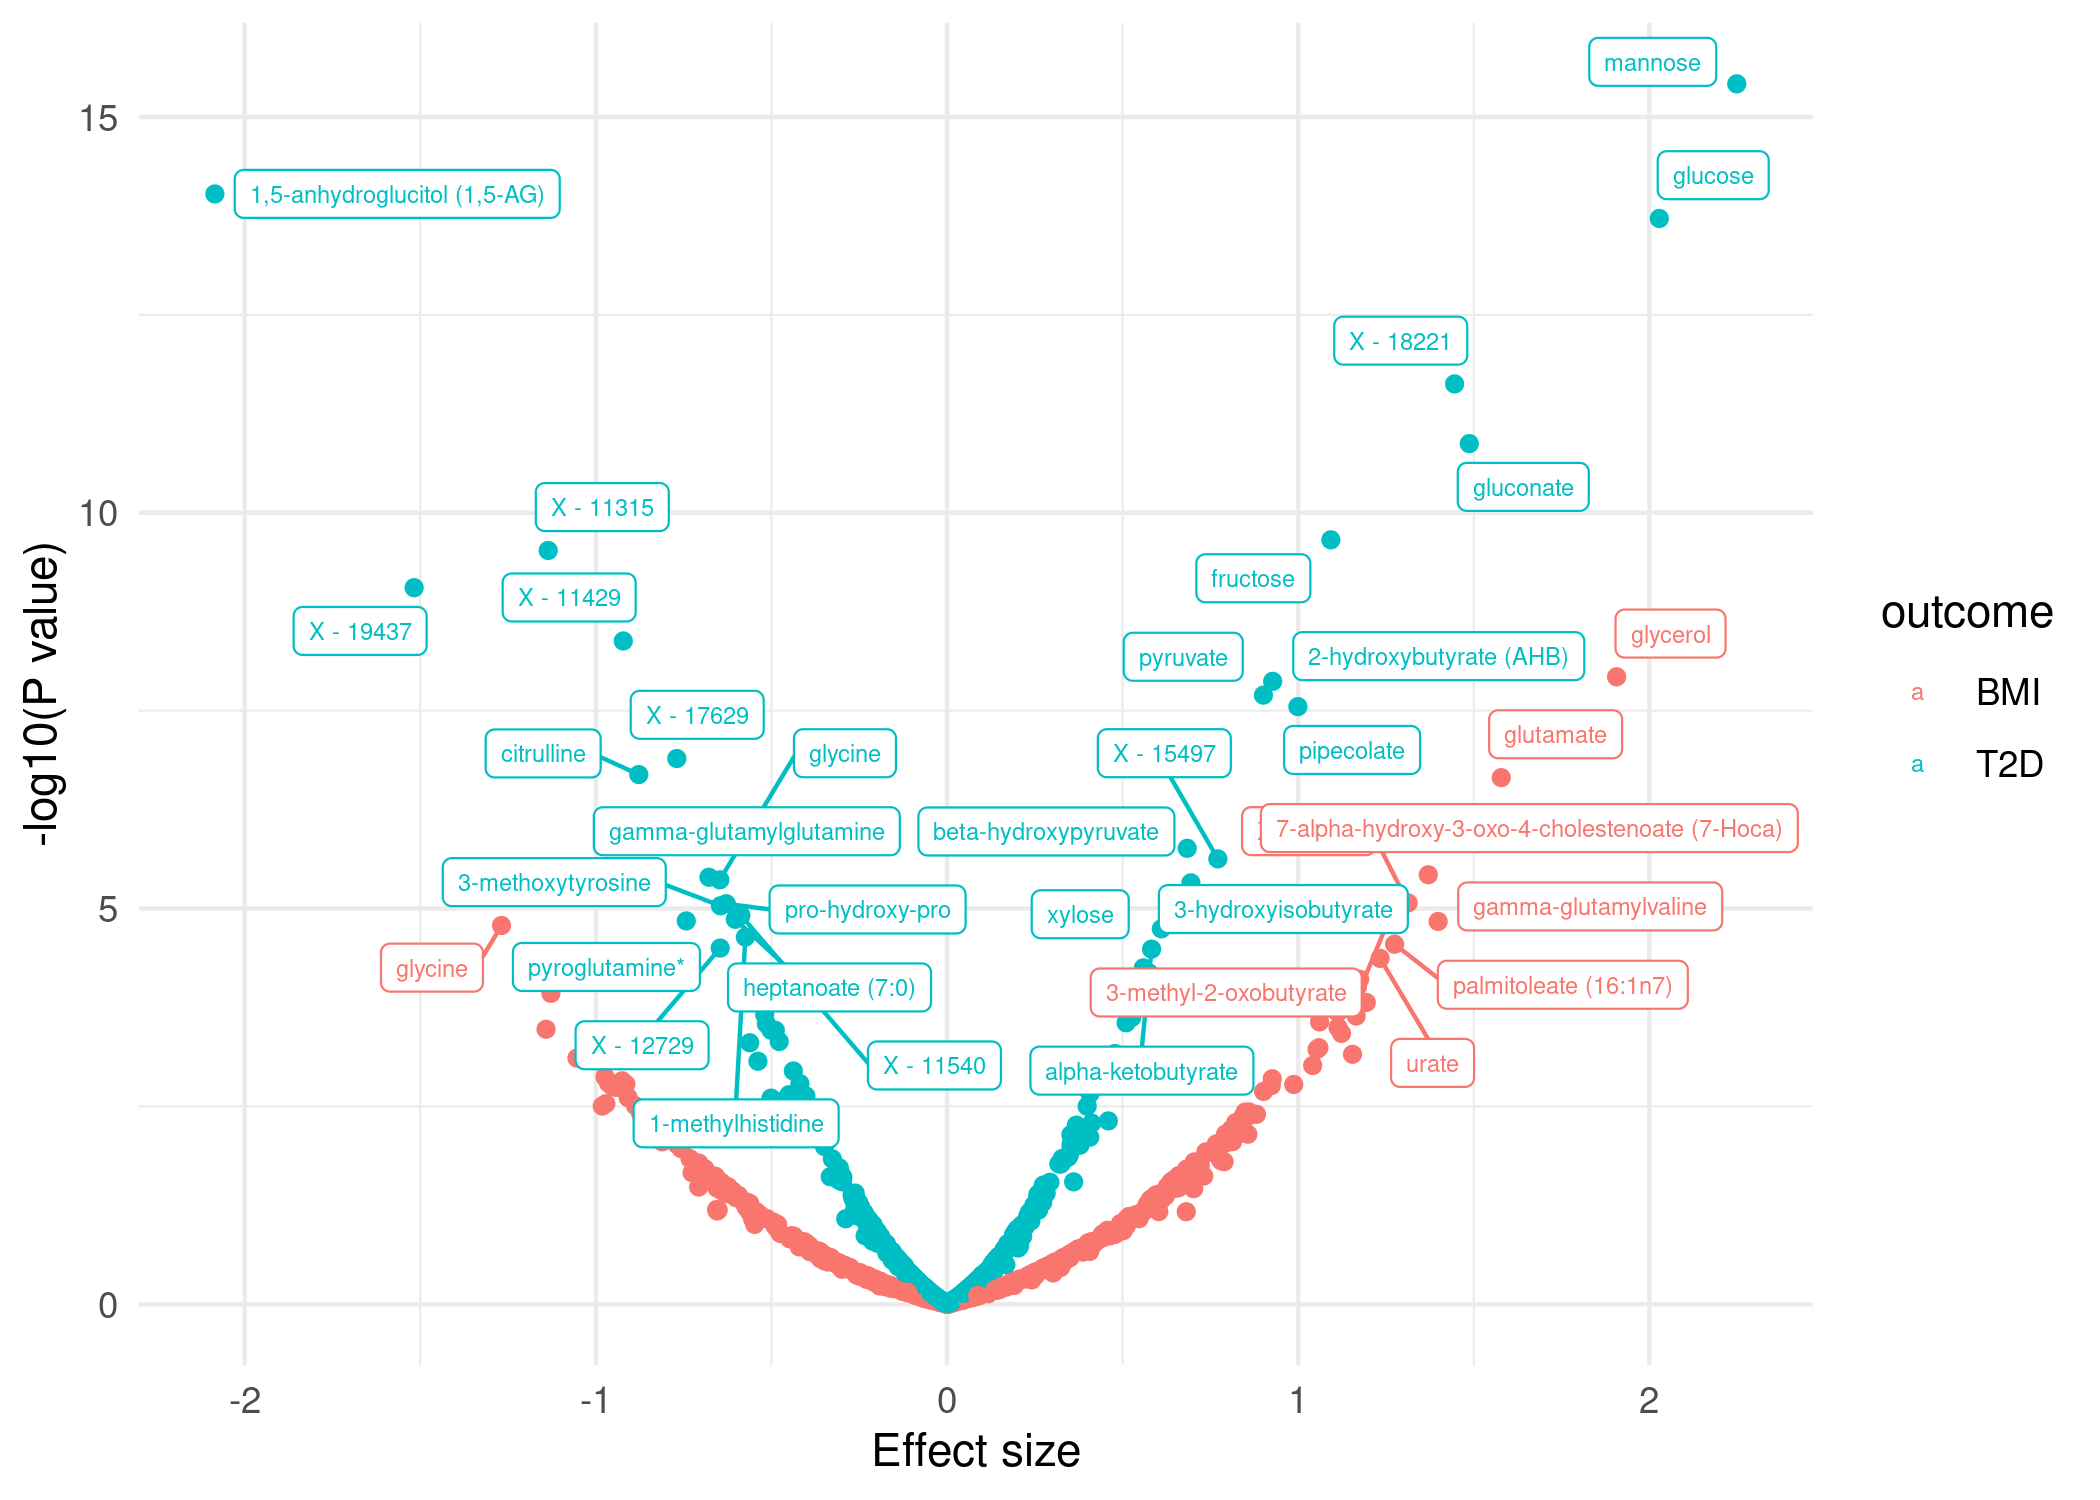 mannose
15
glucose
1,5-anhydroglucitol (1,5-AG)
X - 18221
gluconate
X - 11315
10
fructose
X - 11429
X - 19437
glycerol
pyruvate
2-hydroxybutyrate (AHB)
X - 17629
glutamate
citrulline
glycine
X - 15497
pipecolate
gamma-glutamylglutamine
beta-hydroxypyruvate
7-alpha-hydroxy-3-oxo-4-cholestenoate (7-Hoca)
3-methoxytyrosine
5
pro-hydroxy-pro
xylose
3-hydroxyisobutyrate
gamma-glutamylvaline
glycine
pyroglutamine*
heptanoate (7:0)
3-methyl-2-oxobutyrate
palmitoleate (16:1n7)
X - 12729
X - 11540
alpha-ketobutyrate
urate
1-methylhistidine
0
-2
-1
0
1
2
Effect size
-log10(P value)
outcome
a BMI
a T2D